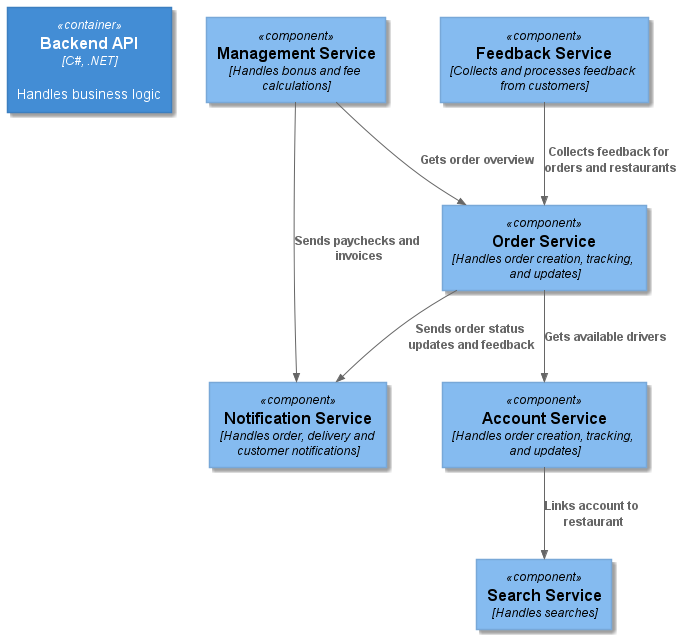 «container»
Backend API
[C#, .NET]
Handles business logic
«component»
Management Service
[Handles bonus and fee
calculations]
«component»
Feedback Service
[Collects and processes feedback
from customers]
Gets order overview
Collects feedback for
orders and restaurants
«component»
Order Service
[Handles order creation, tracking,
and updates]
Sends paychecks and
invoices
Sends order status
updates and feedback
Gets available drivers
«component»
Notification Service
[Handles order, delivery and
customer notifications]
«component»
Account Service
[Handles order creation, tracking,
and updates]
Links account to
restaurant
«component»
Search Service
[Handles searches]